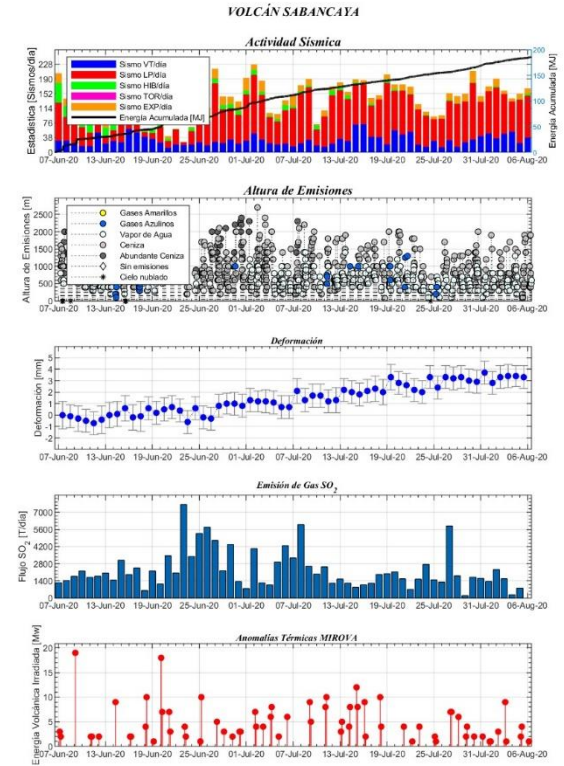 VOLCÁN SABANCAYA
Actividad Sísmica
Estadística [Sismos/día]
228
190
152
114
76
38
0
Sismo VT/día
Sismo LP/día
Sismo HIB/día
Sismo TOR/día
Sismo EXP/día
Energía Acumulada [MJ]
200
150
100
50
0
Energía Acumulada [MJ]
07-Jun-20 13-Jun-20 19-Jun-20 25-Jun-20 01-Jul-20 07-Jul-20 13-Jul-20 19-Jul-20 25-Jul-20 31-Jul-20 06-Aug-20
Altura de Emisiones
Altura de Emisiones [m]
2500
2000
1500
1000
500
0
Gases Amarillos
Gases Azulinos
Vapor de Agua
Ceniza
Abundante Ceniza
Sin emisiones
Cielo nublado
07-Jun-20 13-Jun-20 19-Jun-20 25-Jun-20 01-Jul-20 07-Jul-20 13-Jul-20 19-Jul-20 25-Jul-20 31-Jul-20 06-Aug-20
Deformación
Deformación [mm]
5
4
3
2
1
0
-1
-2
07-Jun-20 13-Jun-20 19-Jun-20 25-Jun-20 01-Jul-20 07-Jul-20 13-Jul-20 19-Jul-20 25-Jul-20 31-Jul-20 06-Aug-20
Emisión de Gas SO2
Flujo SO2 [T/día]
7000
5600
4200
2800
1400
0
07-Jun-20 13-Jun-20 19-Jun-20 25-Jun-20 01-Jul-20 07-Jul-20 13-Jul-20 19-Jul-20 25-Jul-20 31-Jul-20 06-Aug-20
Anomalías Térmicas MIROVA
Energía Volcánica Irradiada [Mw]
20
15
10
5
0
07-Jun-20 13-Jun-20 19-Jun-20 25-Jun-20 01-Jul-20 07-Jul-20 13-Jul-20 19-Jul-20 25-Jul-20 31-Jul-20 06-Aug-20